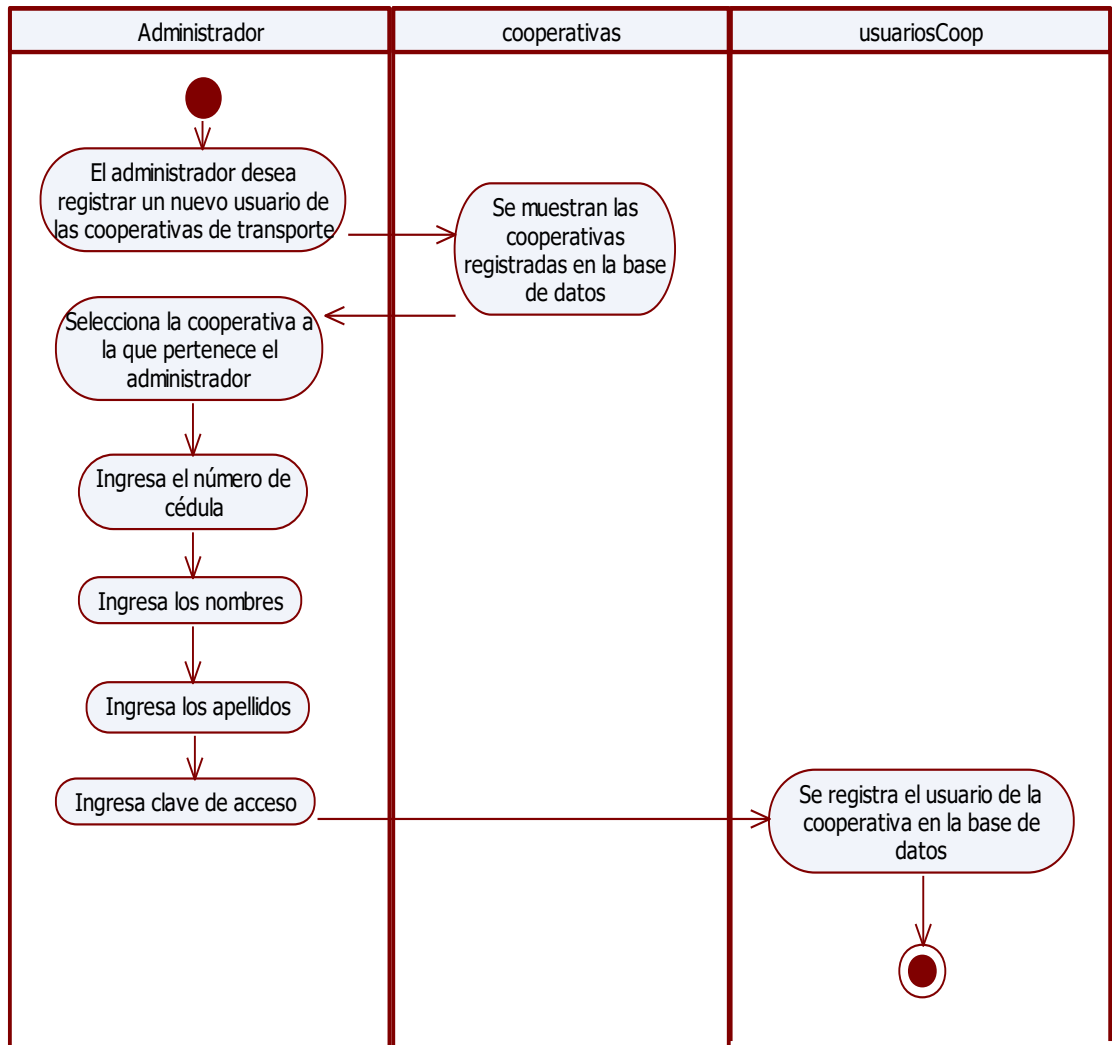 Administrador
cooperativas
usuariosCoop
El administrador desea
registrar un nuevo usuario de
las cooperativas de transporte
Se muestran las
cooperativas
registradas en la base
de datos
Selecciona la cooperativa a
la que pertenece el
administrador
Ingresa el número de
cédula
Ingresa los nombres
Ingresa los apellidos
Ingresa clave de acceso
Se registra el usuario de la
cooperativa en la base de
datos